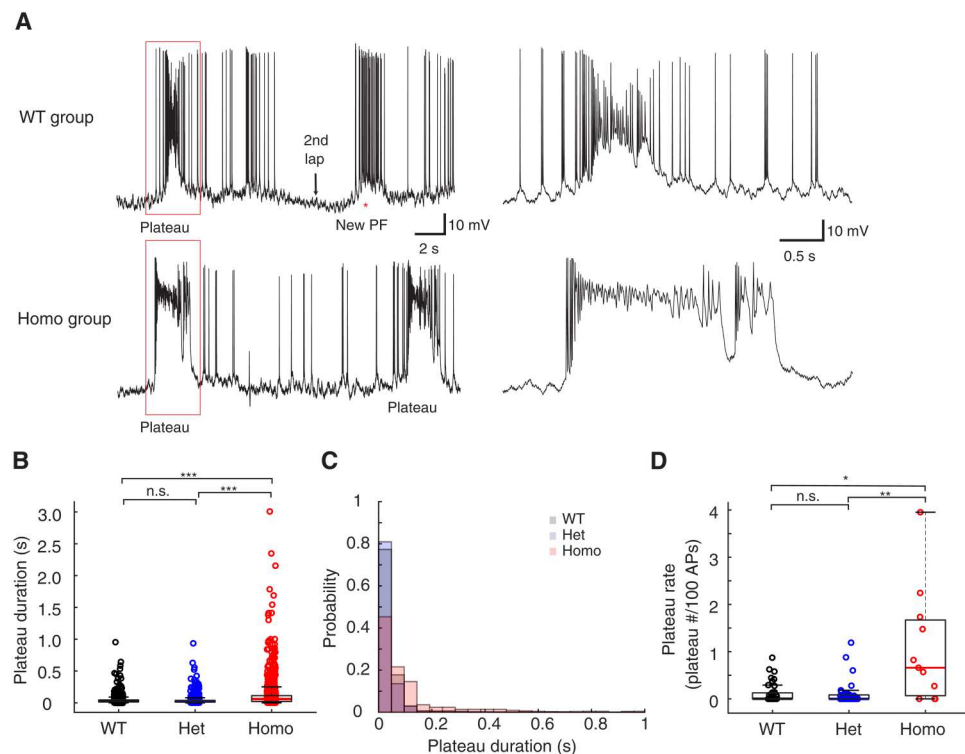 A
WT group
2nd
lap
*
Plateau
New PF
10 mV
2 s
10 mV
0.5 s
Homo group
Plateau
Plateau
B
***
n.s.
***
Plateau duration (s)
3.0
2.5
2.0
1.5
1.0
0.5
0
WT
Het
Homo
C
Probability
1
0.8
0.6
0.4
0.2
0
WT
Het
Homo
0
0.2
0.4
0.6
0.8
1
Plateau duration (s)
D
*
n.s.
**
Plateau rate
(plateau #/100 APs)
4
3
2
1
0
WT
Het
Homo